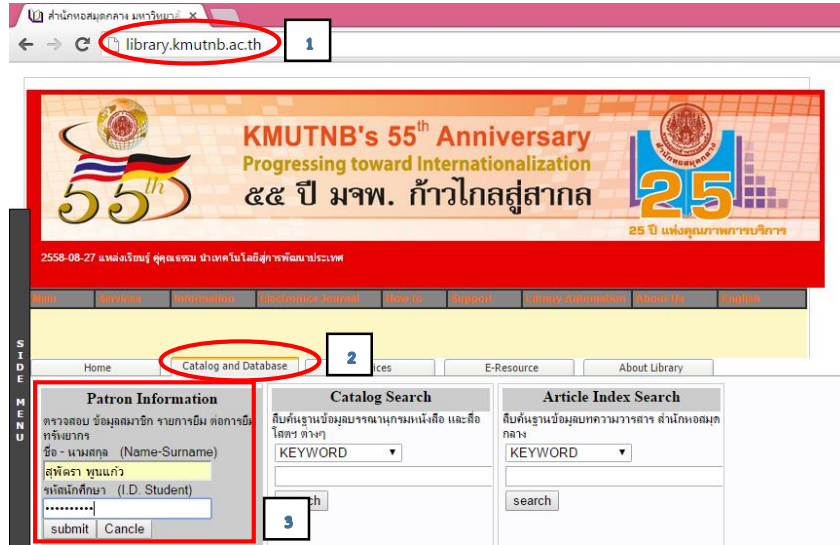 สำนักหอสมุดกลาง มหาวิทยาลั
library.kmutnb.ac.th
1
55th
KMUTNB's 55th Anniversary
Progressing toward Internationalization
๕๕ ปี มจพ. ก้าวไกลสู่สากล
สำนักหอสมุดกลาง
25
25 ปี แห่งคุณภาพการบริการ
2558-08-27 แหล่งเรียนรู้ คู่คุณธรรม นำเทคโนโลยีสู่การพัฒนาประเทศ
Main Services Information Electronics Journal How to Support Library Automation About Us English
SIDE MENU
Home Catalog and Database 2 ices E-Resource About Library
Patron Information
ตรวจสอบ ข้อมูลสมาชิก รายการยืม ต่อการยืม
ทรัพยากร
ชื่อ - นามสกุล (Name-Surname)
สุพัตรา พูนแก้ว
รหัสนักศึกษา (I.D. Student)
••••••••••
submit Cancle
3
Catalog Search
สืบค้นฐานข้อมูลบรรณานุกรมหนังสือ และสื่อ
โสตฯ ต่างๆ
KEYWORD
ch
Article Index Search
สืบค้นฐานข้อมูลบทความวารสาร สำนักหอสมุด
กลาง
KEYWORD
search